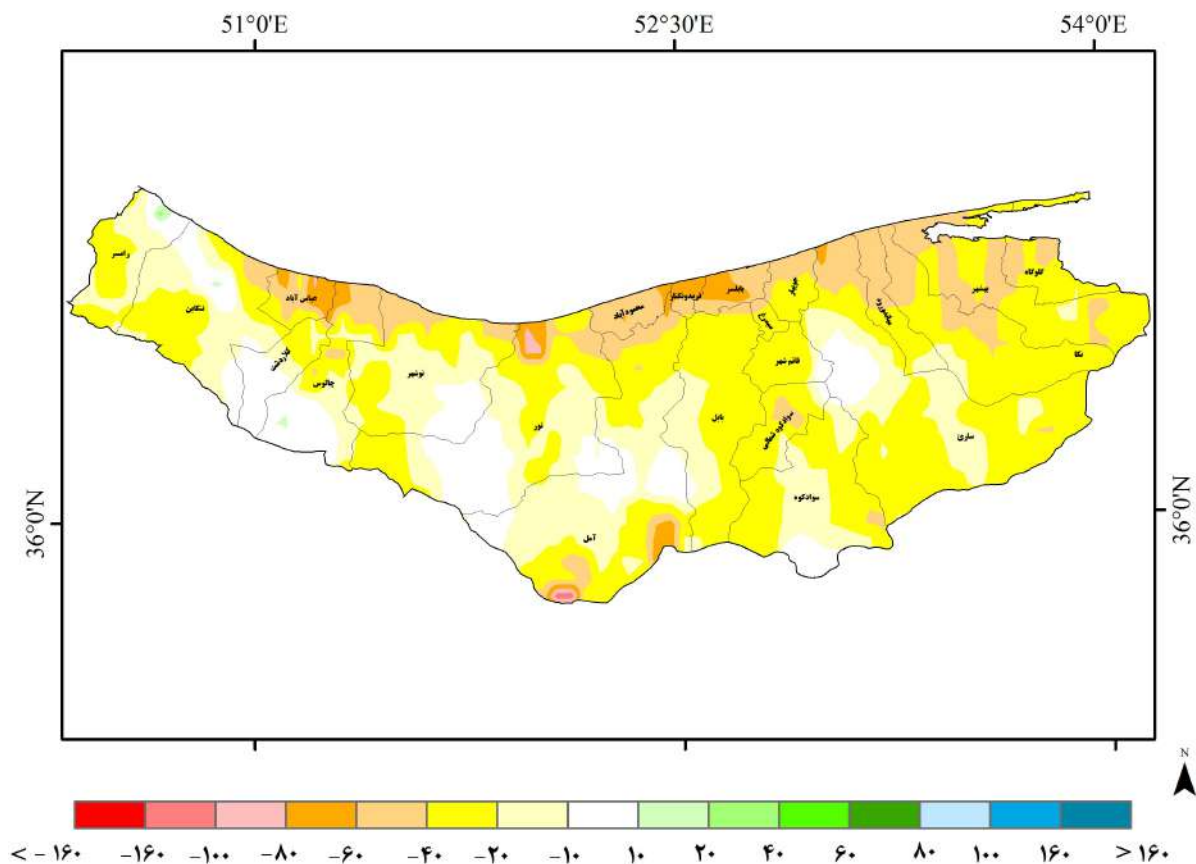 51°0'E 52°30'E 54°0'E
رامسر
تنکابن
عباس آباد
کلاردشت
چالوس
نوشهر
نور
محمودآباد
آمل
فریدونکنار
بابلسر
بابل
سیمرغ
جویبار
قائم شهر
سوادکوه شمالی
سوادکوه
میاندورود
ساری
بهشهر
نکا
گلوگاه
36°0'N 36°0'N
N
< -۱۶۰ -۱۶۰ -۱۰۰ -۸۰ -۶۰ -۴۰ -۲۰ -۱۰ ۱۰ ۲۰ ۴۰ ۶۰ ۸۰ ۱۰۰ ۱۶۰ > ۱۶۰